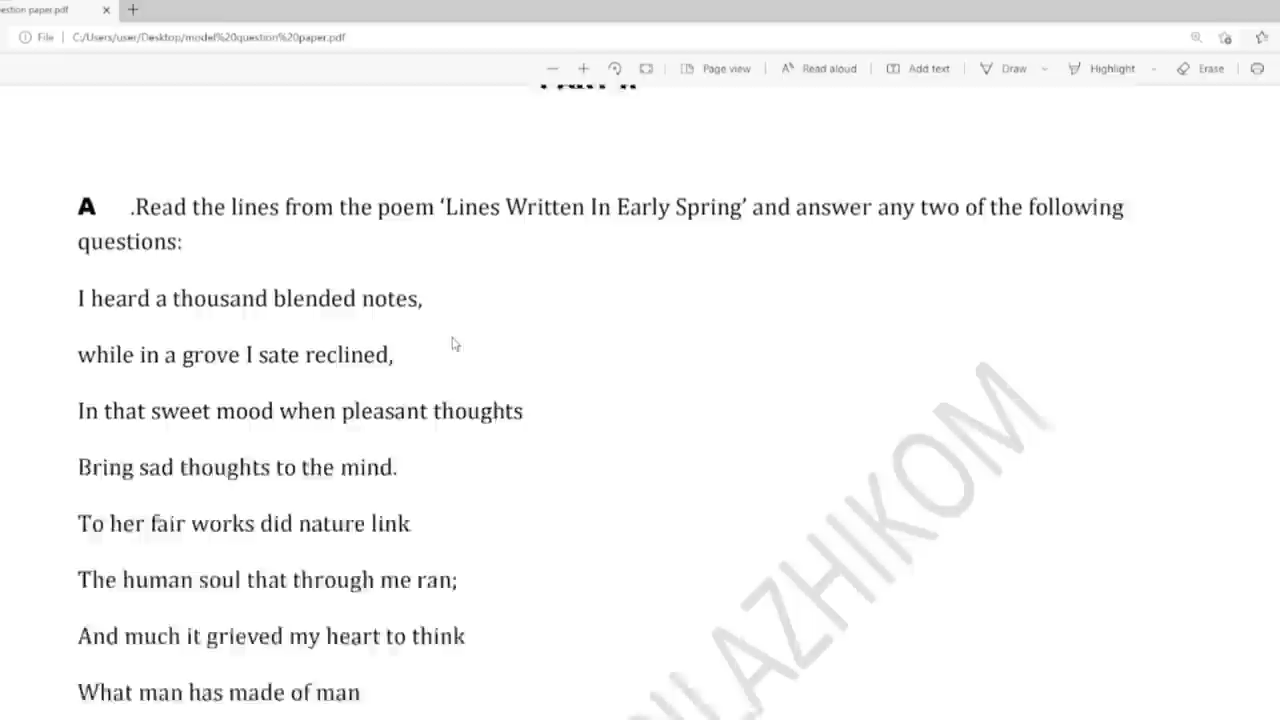 estion paper.pdf
File C:/Users/user/Desktop/model%20question%20paper.pdf
Page view Read aloud Add text Draw Highlight Erase
A .Read the lines from the poem ‘Lines Written In Early Spring’ and answer any two of the following
questions:
I heard a thousand blended notes,
while in a grove I sate reclined,
In that sweet mood when pleasant thoughts
Bring sad thoughts to the mind.
To her fair works did nature link
The human soul that through me ran;
And much it grieved my heart to think
What man has made of man